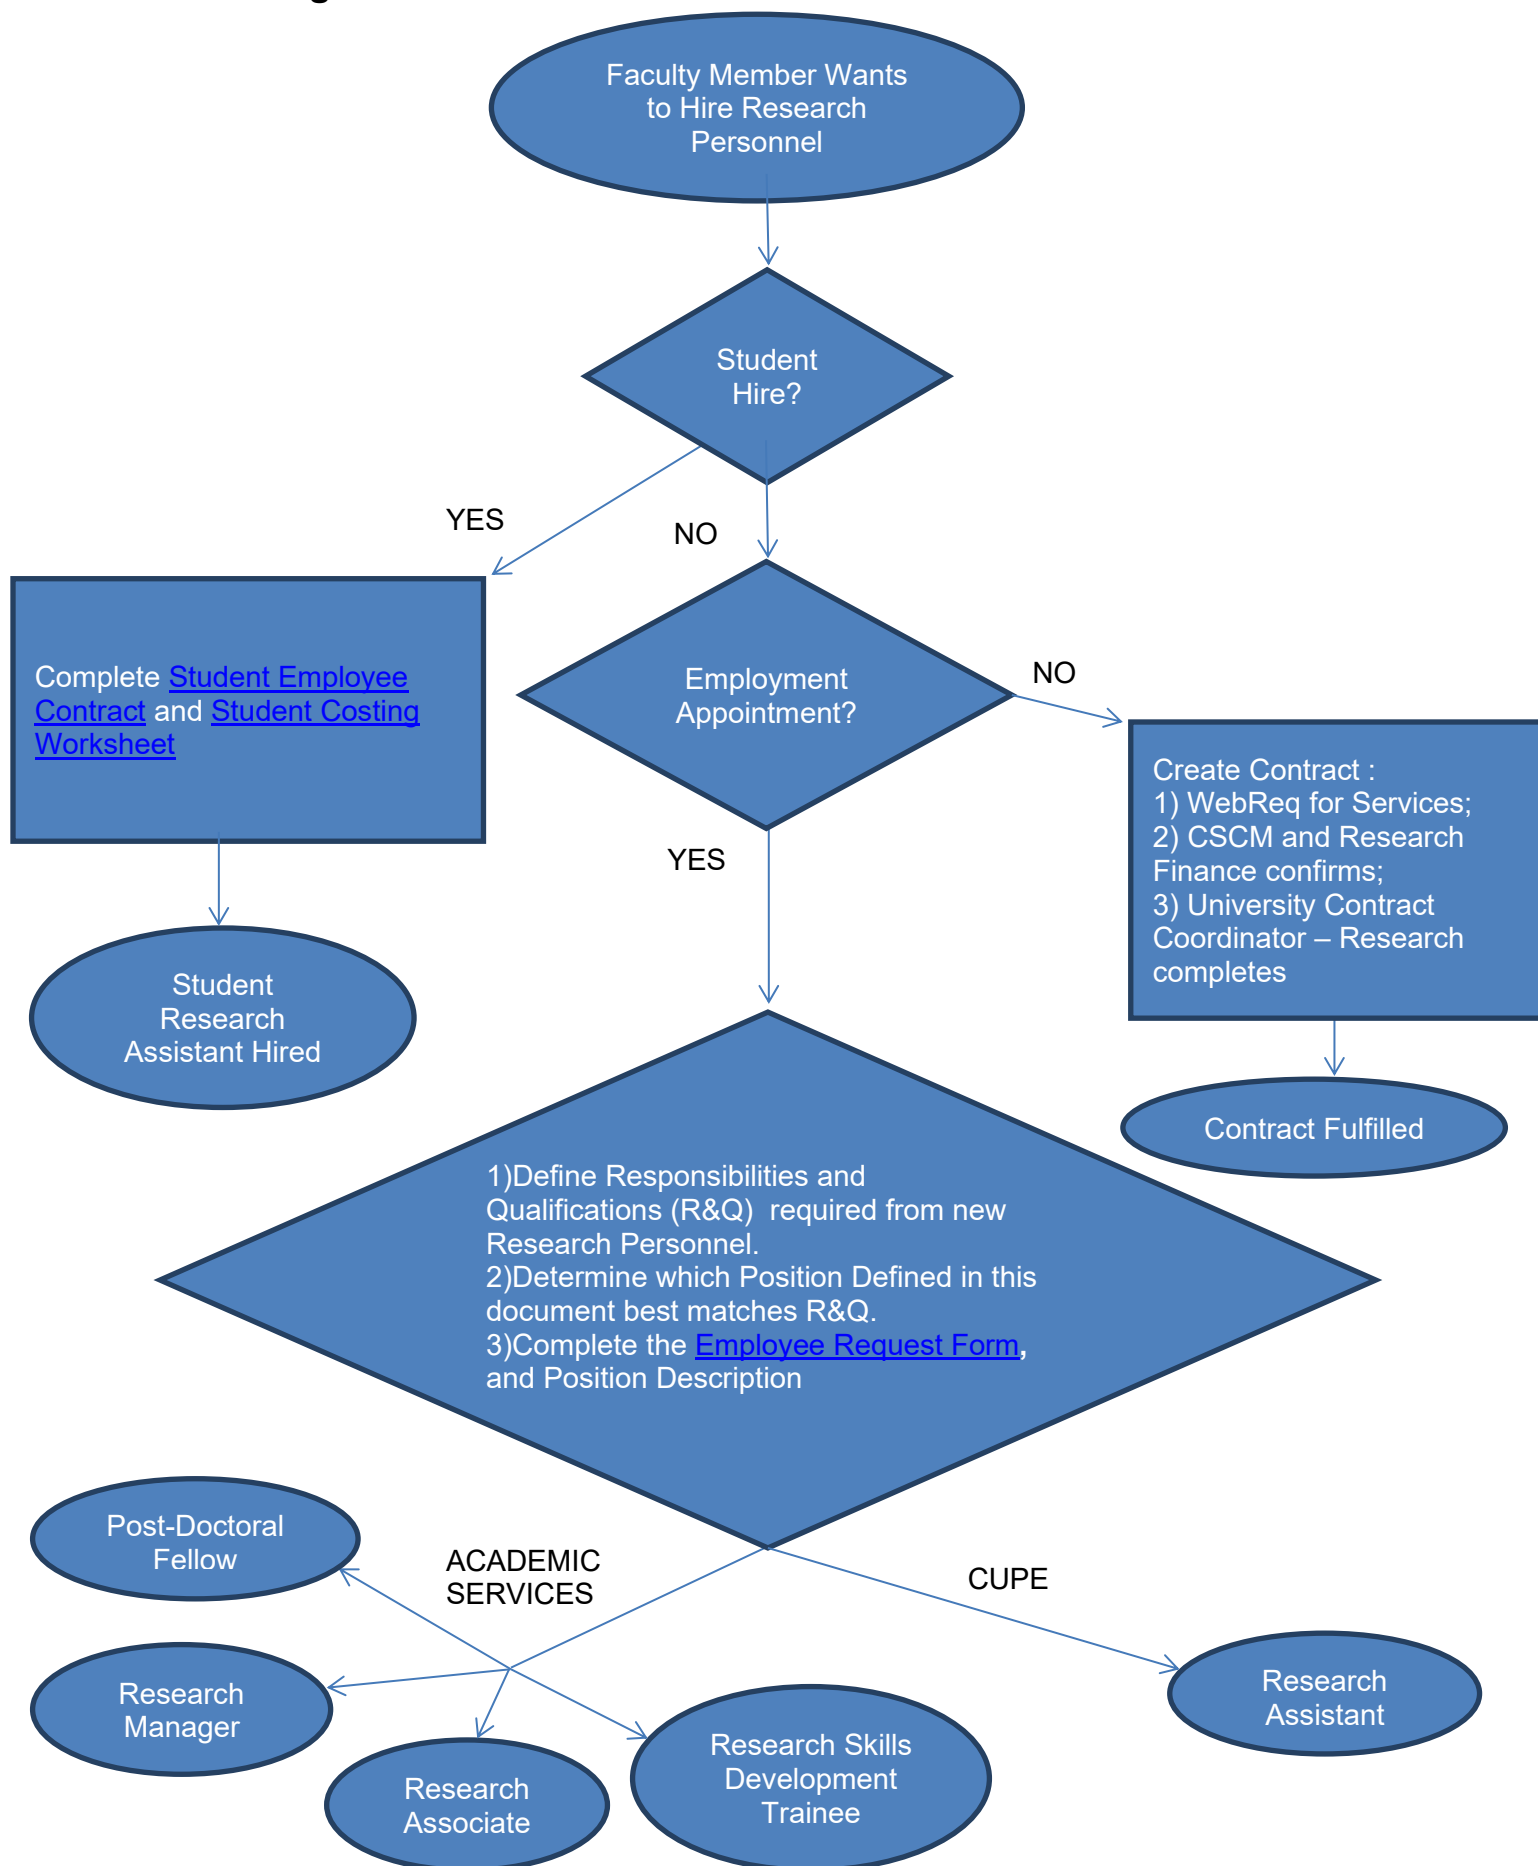 Faculty Member Wants
to Hire Research
Personnel
Student
Hire?
YES
NO
Complete Student Employee
Contract and Student Costing
Worksheet
Employment
Appointment?
NO
Create Contract :
1) WebReq for Services;
2) CSCM and Research
Finance confirms;
3) University Contract
Coordinator – Research
completes
YES
Student
Research
Assistant Hired
Contract Fulfilled
1)Define Responsibilities and
Qualifications (R&Q)  required from new
Research Personnel.
2)Determine which Position Defined in this
document best matches R&Q.
3)Complete the Employee Request Form,
and Position Description
Post-Doctoral
Fellow
ACADEMIC
SERVICES
CUPE
Research
Manager
Research
Associate
Research Skills
Development
Trainee
Research
Assistant